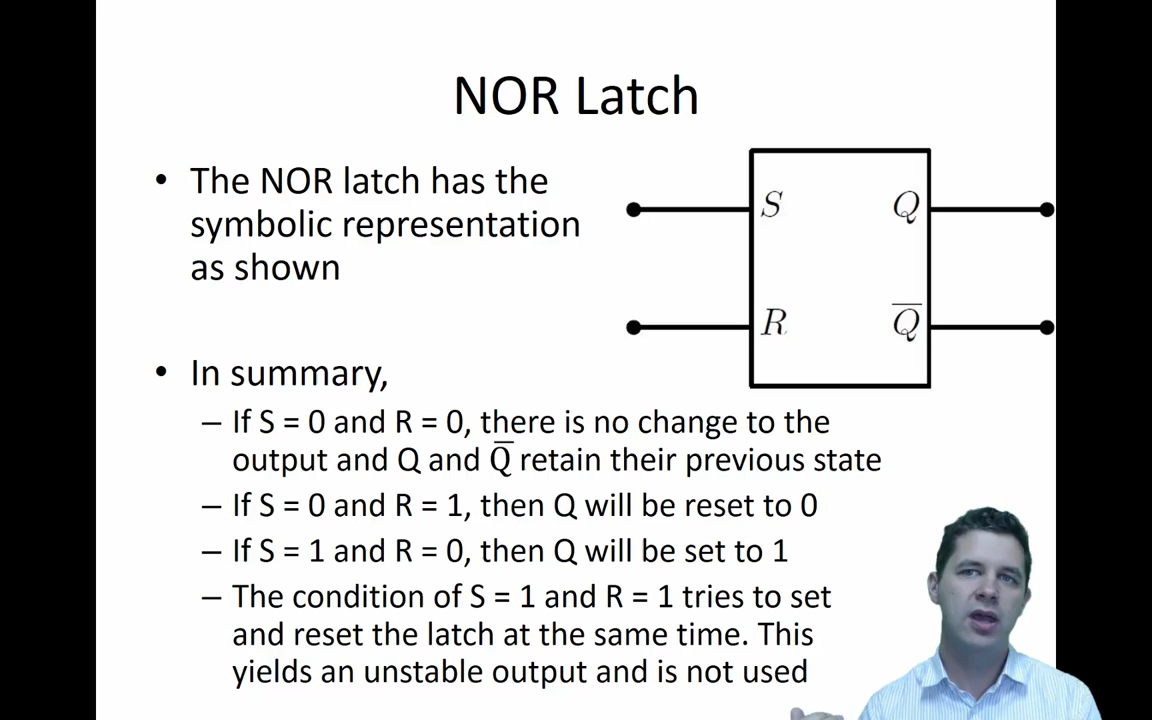 NOR Latch
• The NOR latch has the
symbolic representation
as shown
S
Q
R
Q̅
• In summary,
– If S = 0 and R = 0, there is no change to the
output and Q and Q̅ retain their previous state
– If S = 0 and R = 1, then Q will be reset to 0
– If S = 1 and R = 0, then Q will be set to 1
– The condition of S = 1 and R = 1 tries to set
and reset the latch at the same time. This
yields an unstable output and is not used